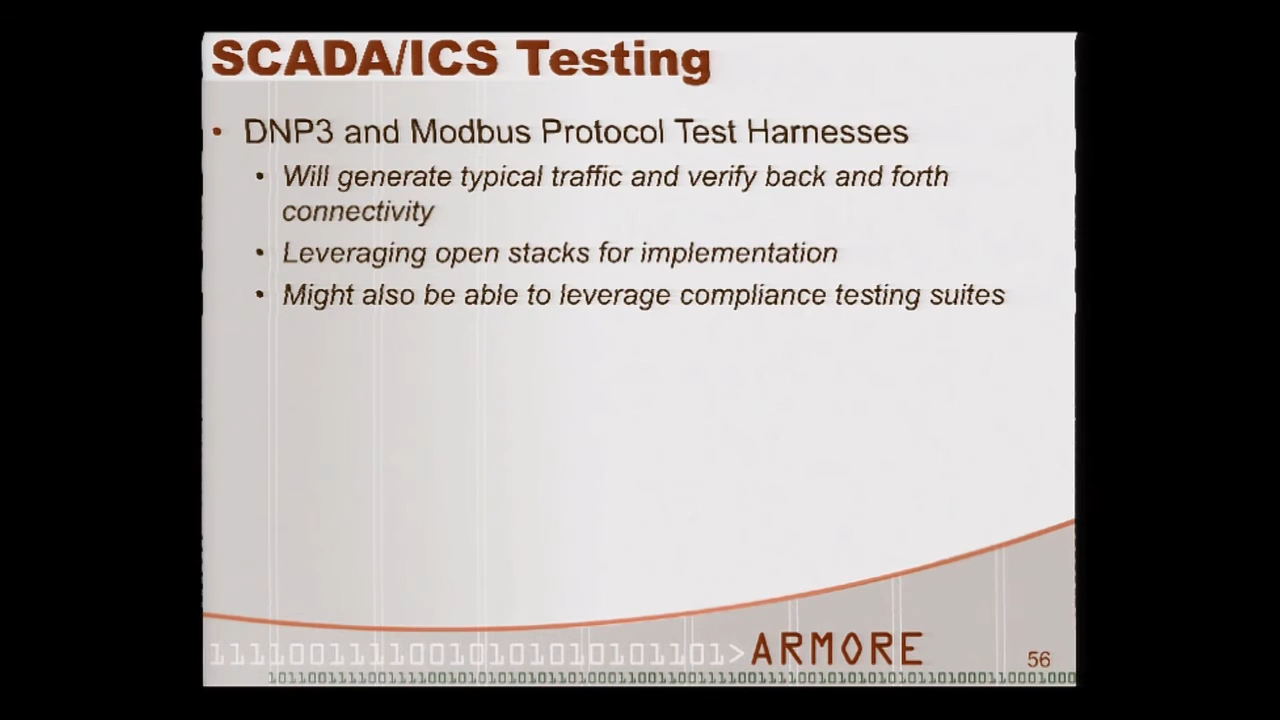 SCADA/ICS Testing
• DNP3 and Modbus Protocol Test Harnesses
• Will generate typical traffic and verify back and forth
connectivity
• Leveraging open stacks for implementation
• Might also be able to leverage compliance testing suites
ARMORE
56